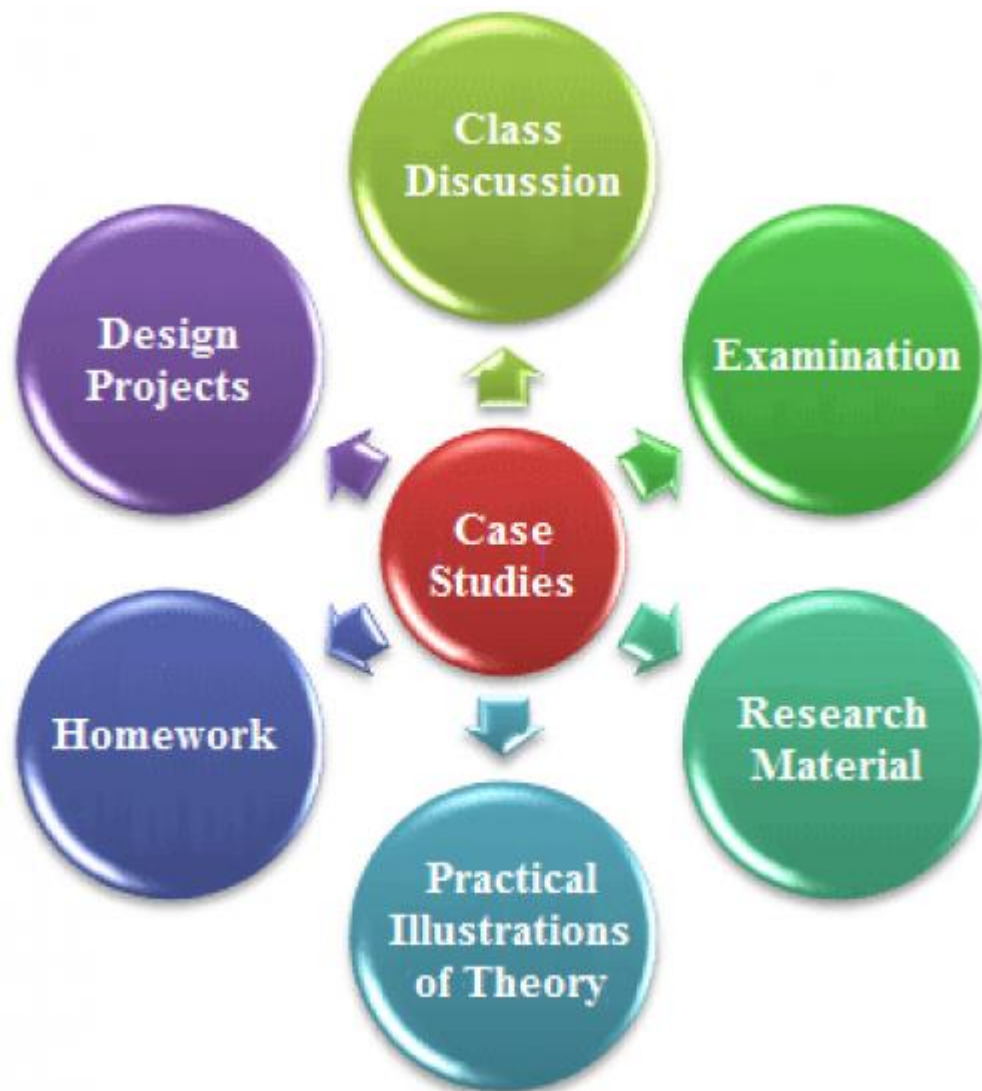 Class
Discussion
Examination
Research
Material
Practical
Illustrations
of Theory
Homework
Design
Projects
Case
Studies